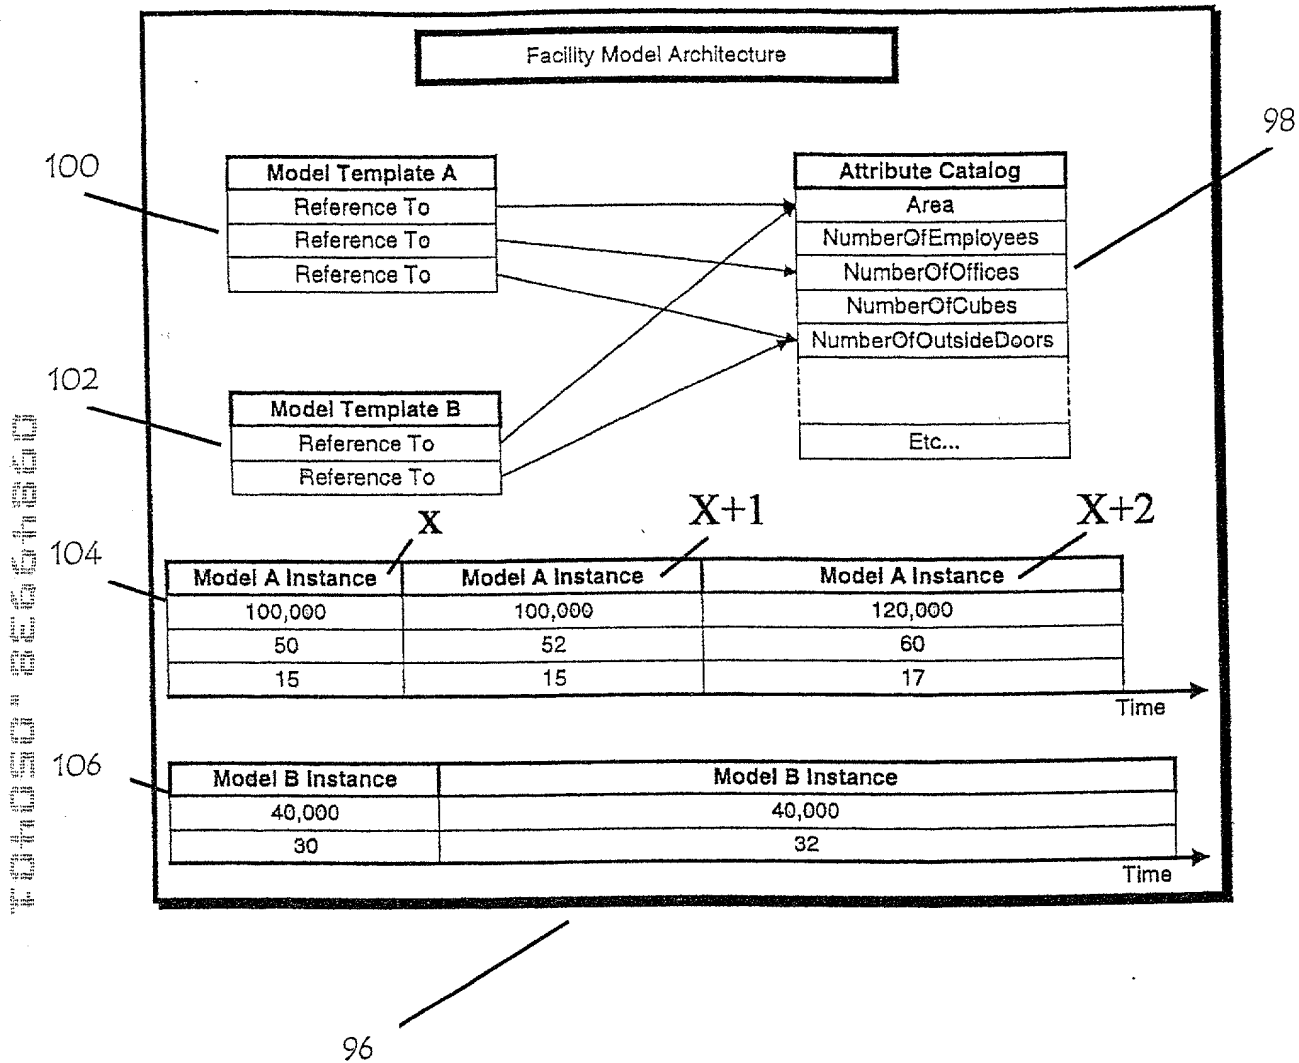 Facility Model Architecture
98
100
Model Template A
Reference To
Reference To
Reference To
Attribute Catalog
Area
NumberOfEmployees
NumberOfOffices
NumberOfCubes
NumberOfOutsideDoors
Etc...
102
Model Template B
Reference To
Reference To
X
X+1
X+2
104
Model A Instance Model A Instance Model A Instance
100,000 100,000 120,000
50 52 60
15 15 17
Time
106
Model B Instance Model B Instance
40,000 40,000
30 32
Time
96